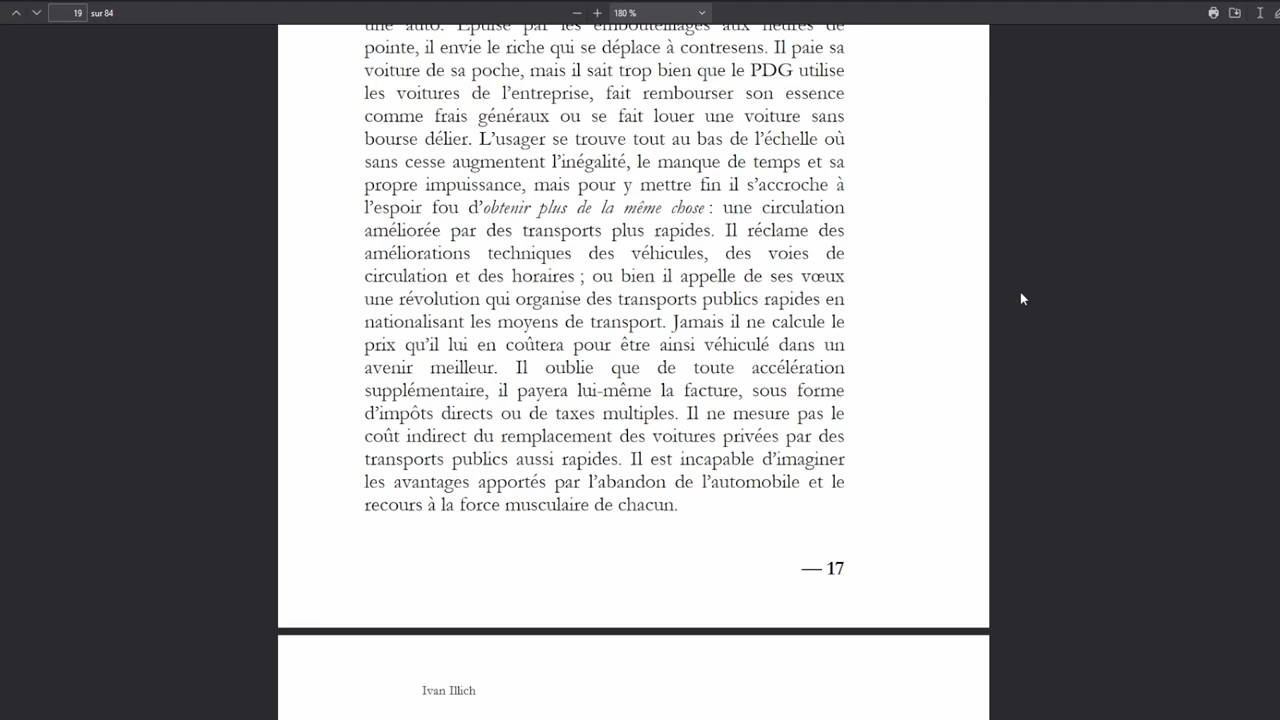 19 sur 84
180 %
une auto. Épuisé par les embouteillages aux heures de
pointe, il envie le riche qui se déplace à contresens. Il paie sa
voiture de sa poche, mais il sait trop bien que le PDG utilise
les voitures de l’entreprise, fait rembourser son essence
comme frais généraux ou se fait louer une voiture sans
bourse délier. L’usager se trouve tout au bas de l’échelle où
sans cesse augmentent l’inégalité, le manque de temps et sa
propre impuissance, mais pour y mettre fin il s’accroche à
l’espoir fou d’obtenir plus de la même chose : une circulation
améliorée par des transports plus rapides. Il réclame des
améliorations techniques des véhicules, des voies de
circulation et des horaires ; ou bien il appelle de ses vœux
une révolution qui organise des transports publics rapides en
nationalisant les moyens de transport. Jamais il ne calcule le
prix qu’il lui en coûtera pour être ainsi véhiculé dans un
avenir meilleur. Il oublie que de toute accélération
supplémentaire, il payera lui-même la facture, sous forme
d’impôts directs ou de taxes multiples. Il ne mesure pas le
coût indirect du remplacement des voitures privées par des
transports publics aussi rapides. Il est incapable d’imaginer
les avantages apportés par l’abandon de l’automobile et le
recours à la force musculaire de chacun.
— 17
Ivan Illich